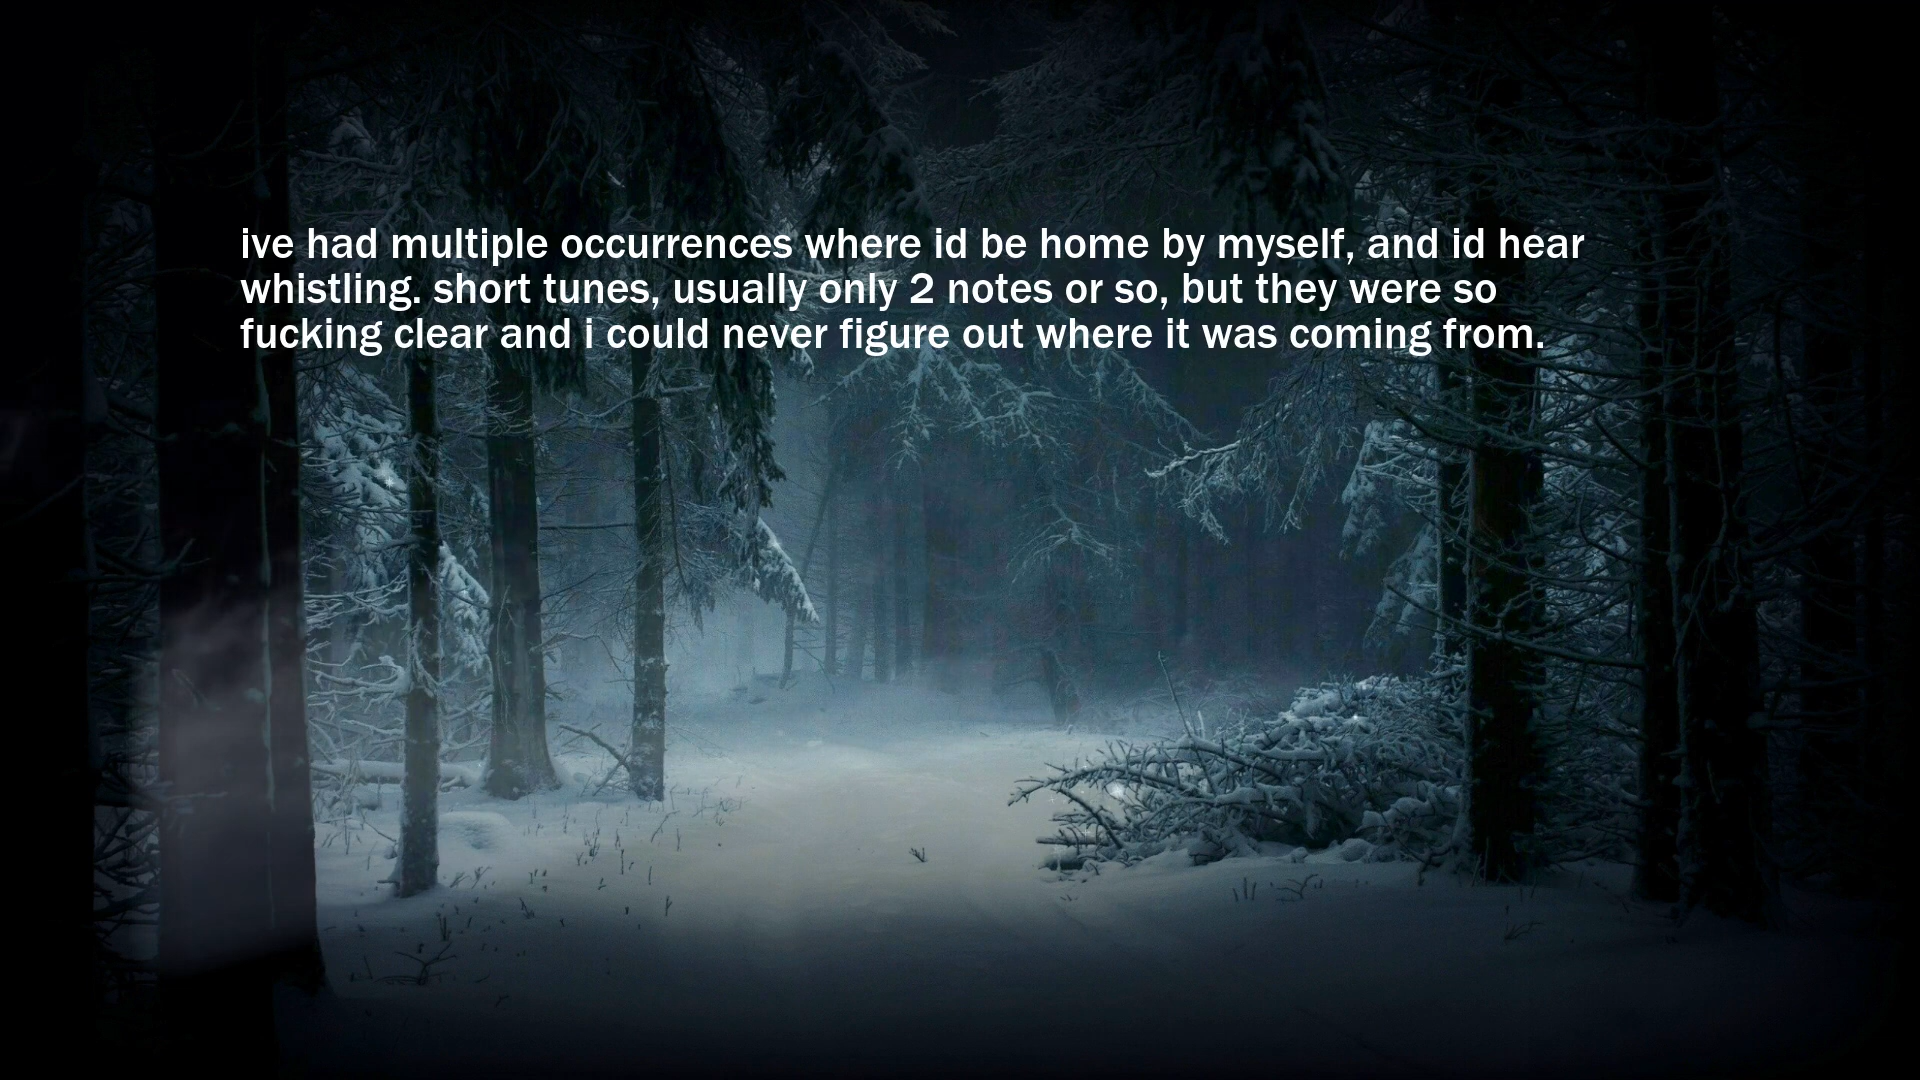 ive had multiple occurrences where id be home by myself, and id hear
whistling. short tunes, usually only 2 notes or so, but they were so
fucking clear and i could never figure out where it was coming from.